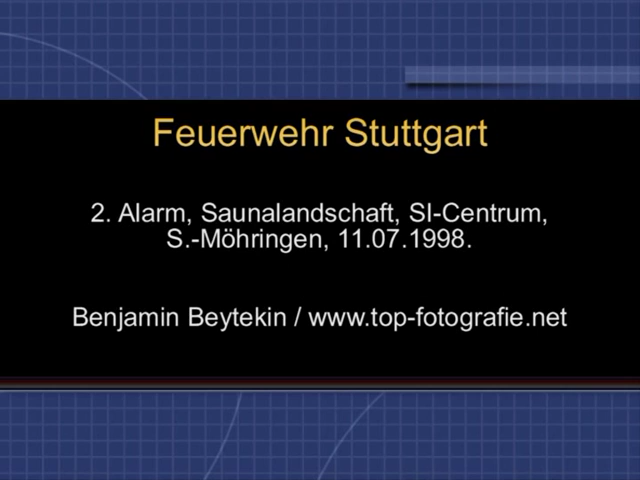 Feuerwehr Stuttgart
2. Alarm, Saunalandschaft, SI-Centrum,
S.-Möhringen, 11.07.1998.
Benjamin Beytekin / www.top-fotografie.net